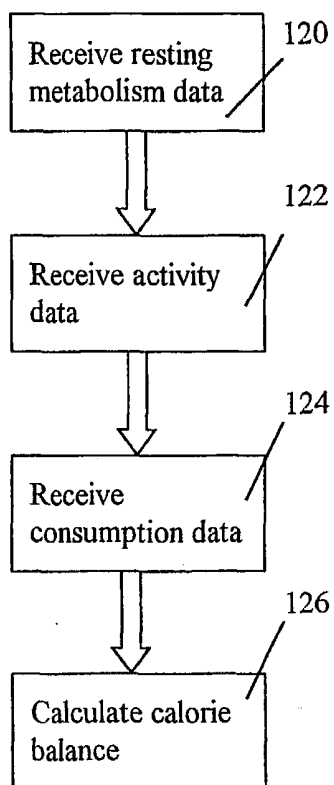 120
Receive resting
metabolism data
122
Receive activity
data
124
Receive
consumption data
126
Calculate calorie
balance